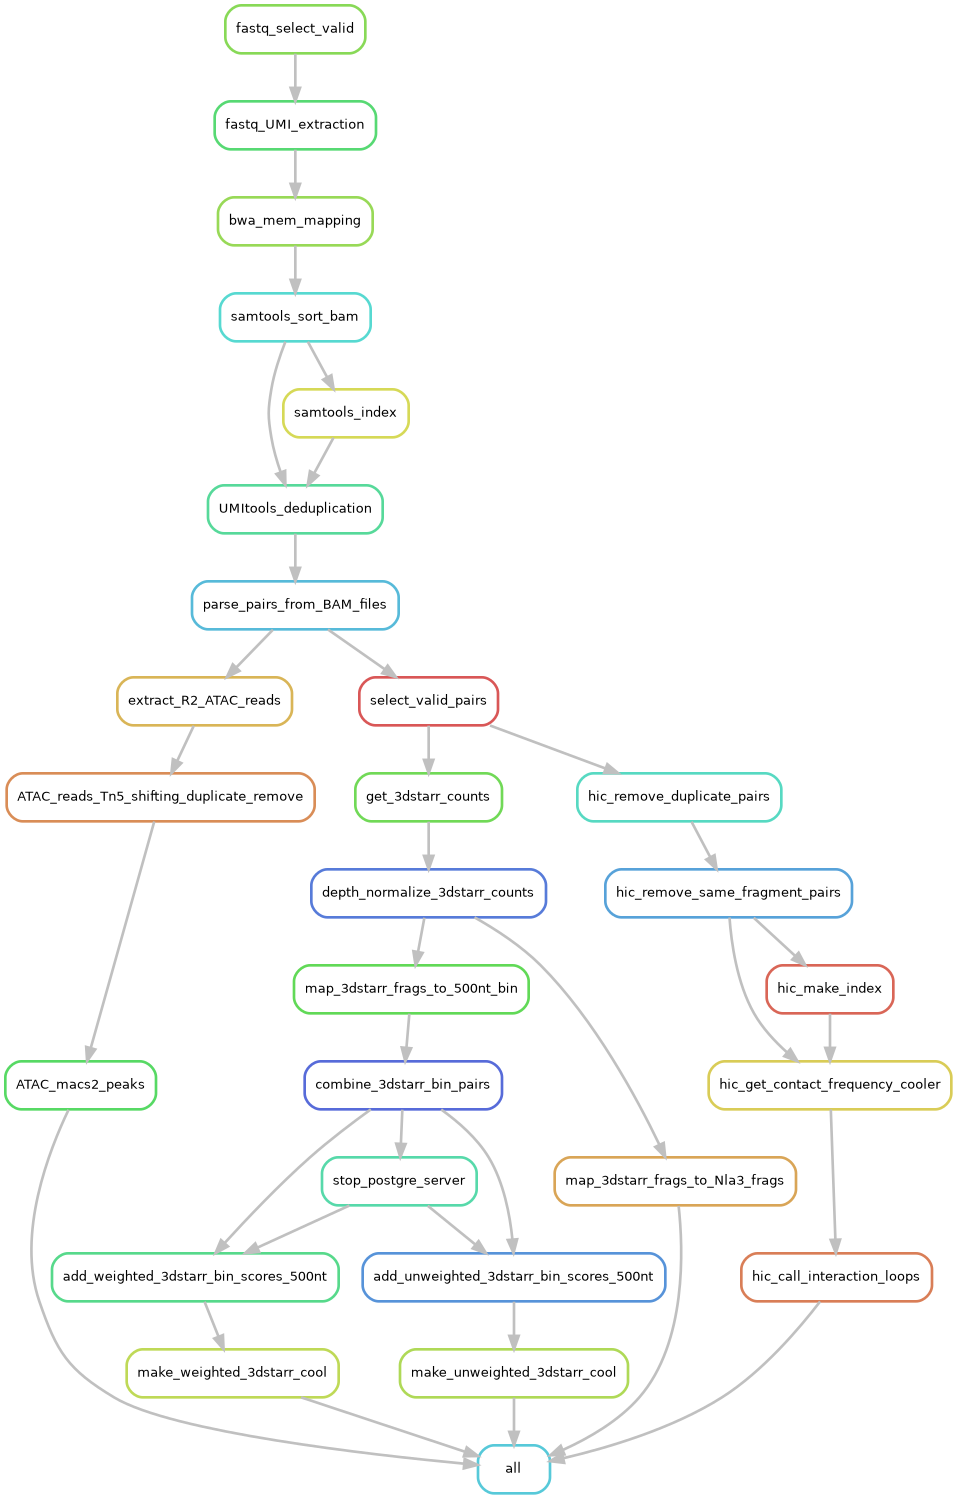 fastq_select_valid
fastq_UMI_extraction
bwa_mem_mapping
samtools_sort_bam
samtools_index
UMItools_deduplication
parse_pairs_from_BAM_files
extract_R2_ATAC_reads
select_valid_pairs
ATAC_reads_Tn5_shifting_duplicate_remove
get_3dstarr_counts
hic_remove_duplicate_pairs
depth_normalize_3dstarr_counts
hic_remove_same_fragment_pairs
map_3dstarr_frags_to_500nt_bin
hic_make_index
ATAC_macs2_peaks
combine_3dstarr_bin_pairs
hic_get_contact_frequency_cooler
stop_postgre_server
map_3dstarr_frags_to_Nla3_frags
add_weighted_3dstarr_bin_scores_500nt
add_unweighted_3dstarr_bin_scores_500nt
hic_call_interaction_loops
make_weighted_3dstarr_cool
make_unweighted_3dstarr_cool
all